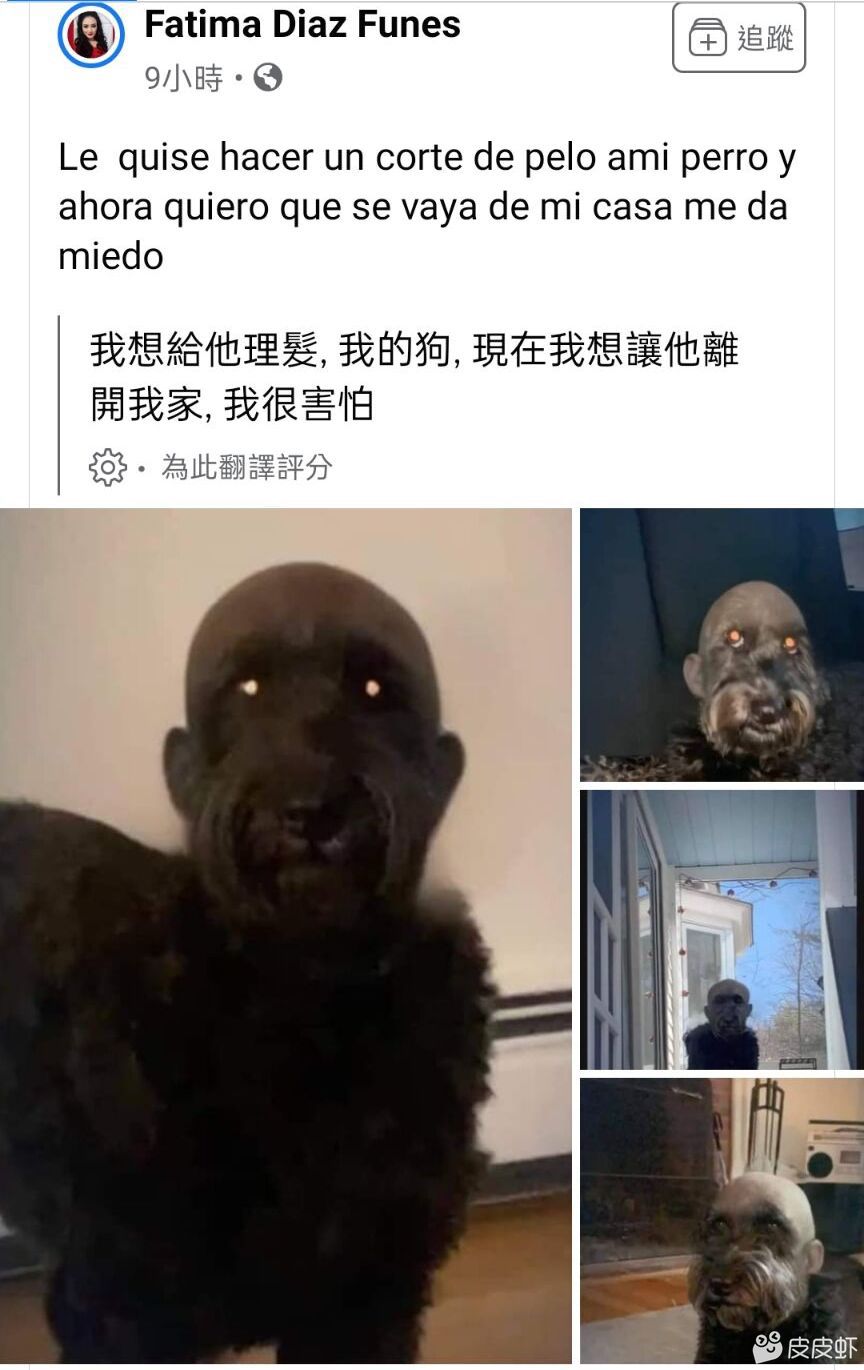 Fatima Diaz Funes
追蹤
9小時 •
Le quise hacer un corte de pelo ami perro y
ahora quiero que se vaya de mi casa me da
miedo
我想給他理髮, 我的狗, 現在我想讓他離
開我家, 我很害怕
• 為此翻譯評分
皮皮虾